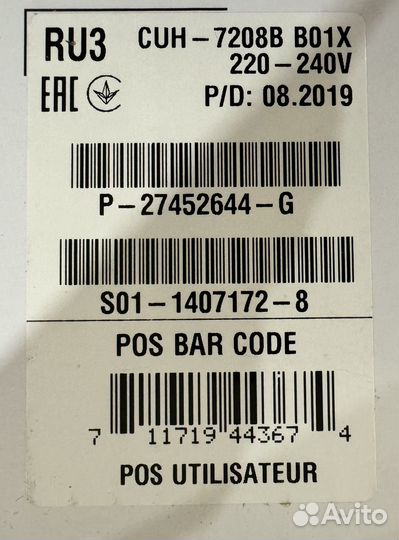 RU3 CUH-7208B B01X
220-240V
EAC P/D: 08.2019
P-27452644-G
S01-1407172-8
POS BAR CODE
7 11719 44367 4
POS UTILISATEUR
Avito